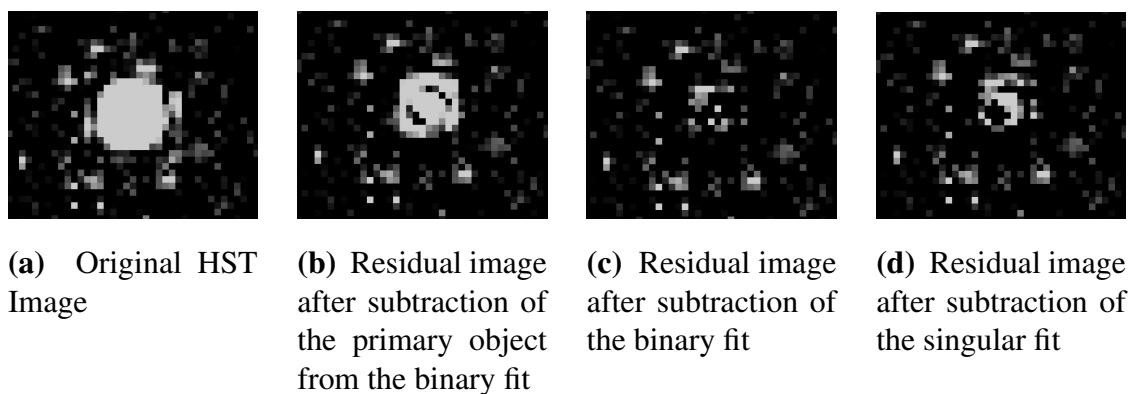 (a) Original HST
Image
(b) Residual image
after subtraction of
the primary object
from the binary fit
(c) Residual image
after subtraction of
the binary fit
(d) Residual image
after subtraction of
the singular fit